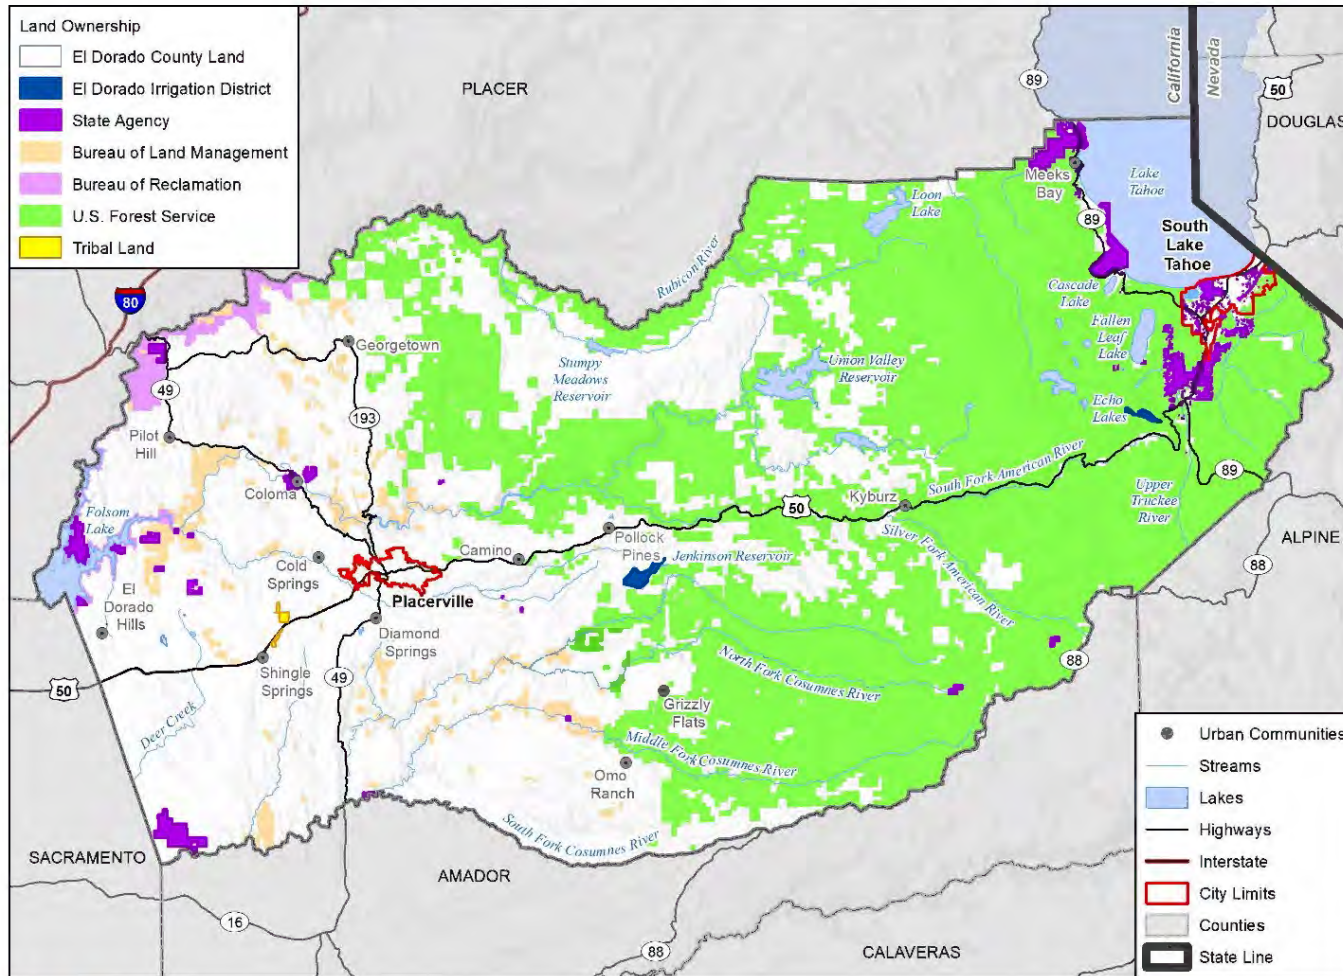 Land Ownership
El Dorado County Land
El Dorado Irrigation District
State Agency
Bureau of Land Management
Bureau of Reclamation
U.S. Forest Service
Tribal Land
PLACER
89
California
Nevada
50
DOUGLAS
Meeks
Bay
Lake
Tahoe
89
South
Lake
Tahoe
Loon
Lake
Rubicon River
80
Cascade
Lake
Fallen
Leaf
Lake
Georgetown
Stumpy
Meadows
Reservoir
Union Valley
Reservoir
49
193
Echo
Lakes
Pilot
Hill
Coloma
South Fork American River
89
Kyburz
50
Upper
Truckee
River
Folsom
Lake
Pollock
Pines
Camino
Jenkinson Reservoir
Silver Fork American River
ALPINE
88
Cold
Springs
El
Dorado
Hills
Placerville
Diamond
Springs
Shingle
Springs
49
50
88
North Fork Cosumnes River
Grizzly
Flats
Deer Creek
Middle Fork Cosumnes River
Omo
Ranch
South Fork Cosumnes River
SACRAMENTO
AMADOR
16
88
CALAVERAS
Urban Communities
Streams
Lakes
Highways
Interstate
City Limits
Counties
State Line